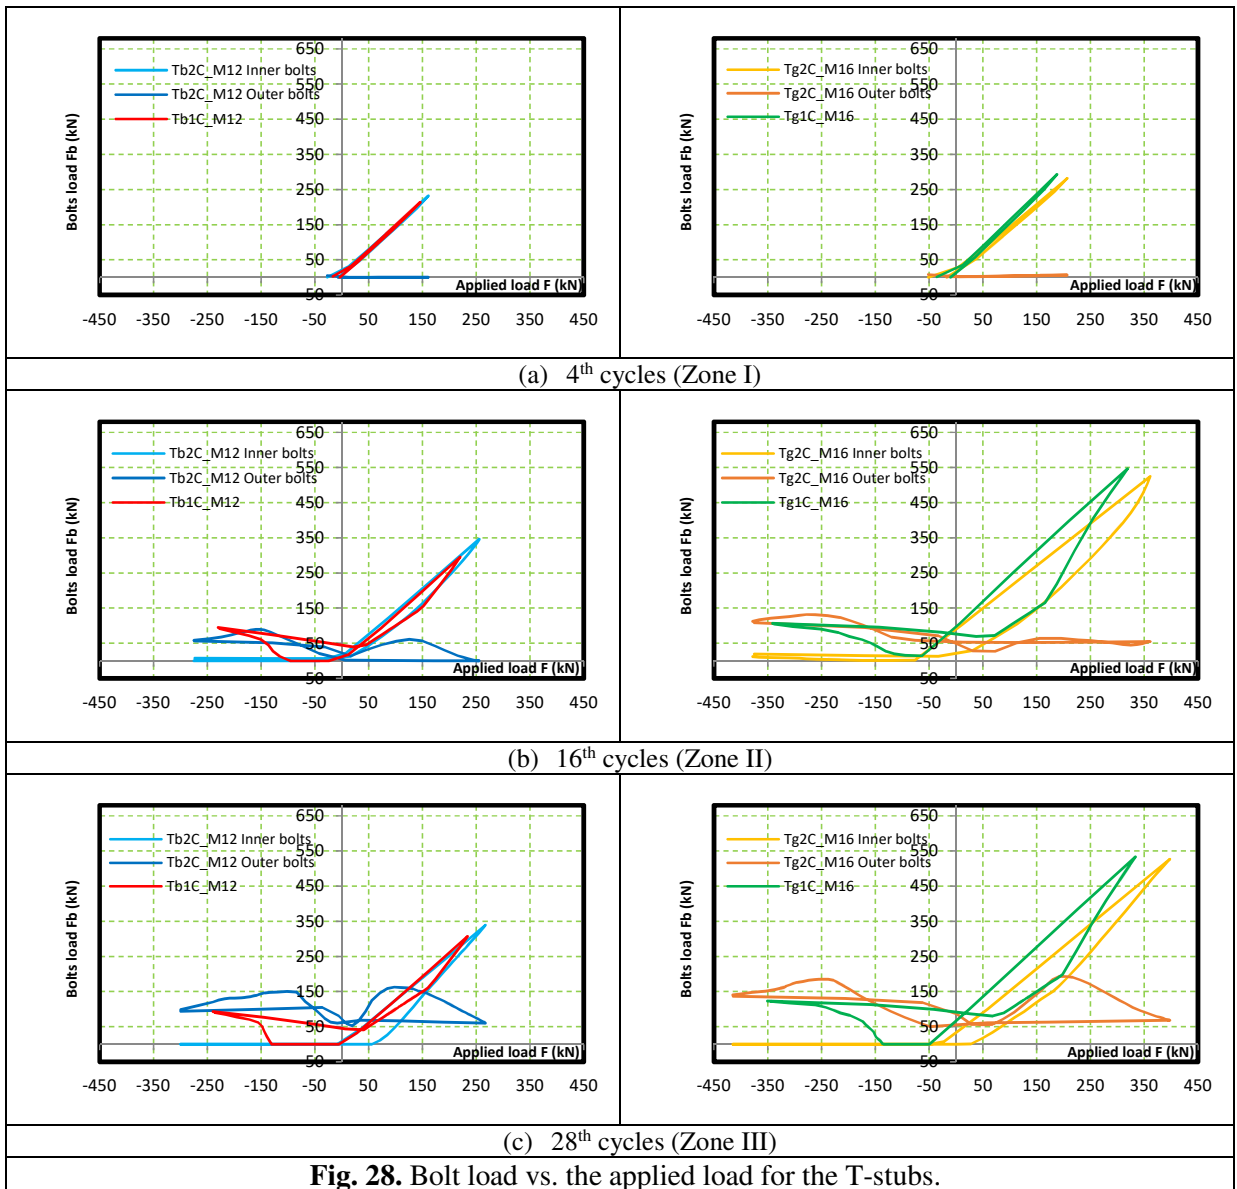 650
550
450
350
250
150
50
50
Bolts load Fb (kN)
Tb2C_M12 Inner bolts
Tb2C_M12 Outer bolts
Tb1C_M12
Applied load F (kN)
-450 -350 -250 -150 -50 50 150 250 350 450
650
550
450
350
250
150
50
50
Bolts load Fb (kN)
Tg2C_M16 Inner bolts
Tg2C_M16 Outer bolts
Tg1C_M16
Applied load F (kN)
-450 -350 -250 -150 -50 50 150 250 350 450
(a) 4th cycles (Zone I)
650
550
450
350
250
150
50
50
Bolts load Fb (kN)
Tb2C_M12 Inner bolts
Tb2C_M12 Outer bolts
Tb1C_M12
Applied load F (kN)
-450 -350 -250 -150 -50 50 150 250 350 450
650
550
450
350
250
150
50
50
Bolts load Fb (kN)
Tg2C_M16 Inner bolts
Tg2C_M16 Outer bolts
Tg1C_M16
Applied load F (kN)
-450 -350 -250 -150 -50 50 150 250 350 450
(b) 16th cycles (Zone II)
650
550
450
350
250
150
50
50
Bolts load Fb (kN)
Tb2C_M12 Inner bolts
Tb2C_M12 Outer bolts
Tb1C_M12
Applied load F (kN)
-450 -350 -250 -150 -50 50 150 250 350 450
650
550
450
350
250
150
50
50
Bolts load Fb (kN)
Tg2C_M16 Inner bolts
Tg2C_M16 Outer bolts
Tg1C_M16
Applied load F (kN)
-450 -350 -250 -150 -50 50 150 250 350 450
(c) 28th cycles (Zone III)
Fig. 28. Bolt load vs. the applied load for the T-stubs.